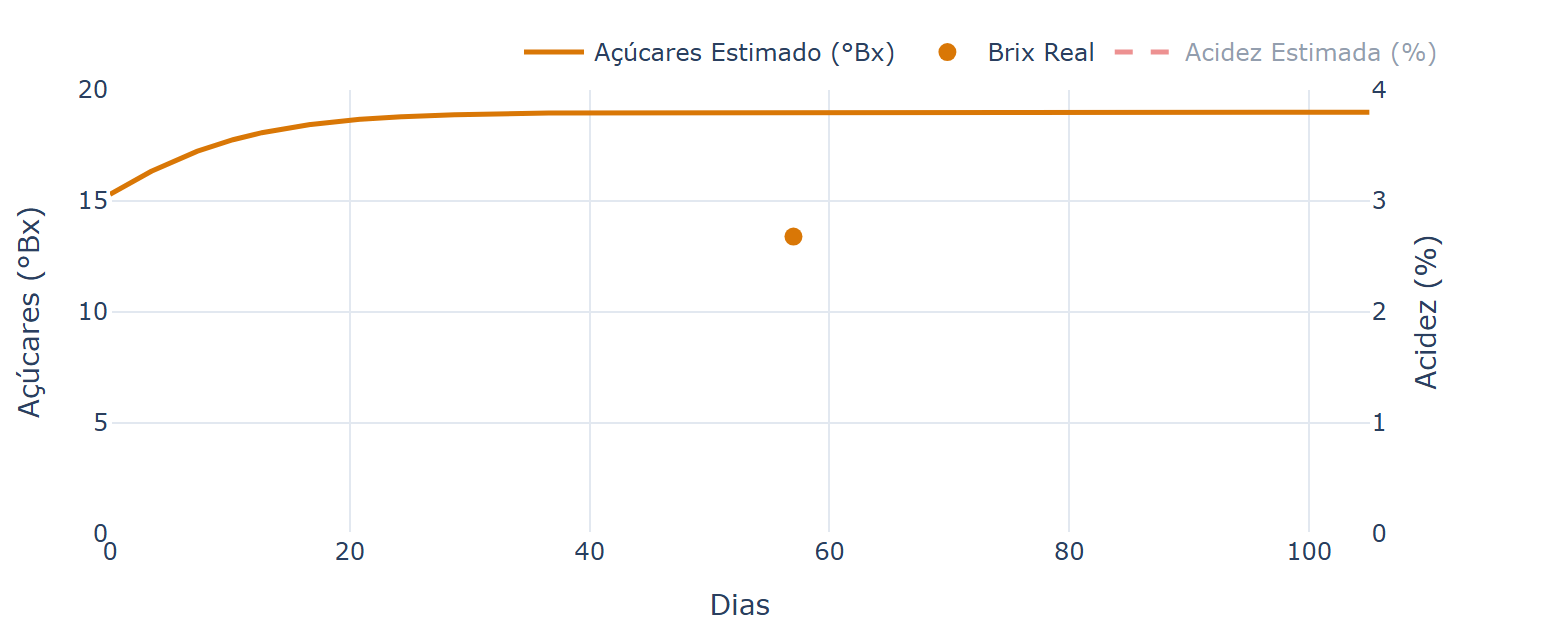 Açúcares Estimado (°Bx) Brix Real Acidez Estimada (%)
20 4
15 3
10 2
5 1
0 0
Açúcares (°Bx)
Acidez (%)
0 20 40 60 80 100
Dias